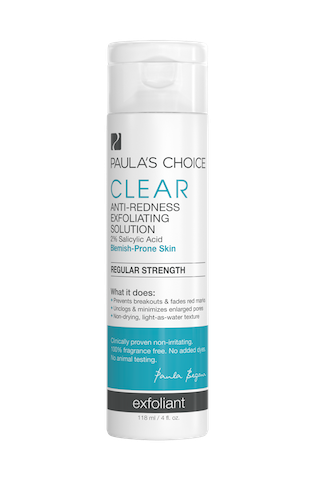 PAULA'S CHOICE
CLEAR
ANTI-REDNESS
EXFOLIATING
SOLUTION
2% Salicylic Acid
Blemish-Prone Skin
REGULAR STRENGTH
What it does:
• Prevents breakouts & fades red marks
• Unclogs & minimizes enlarged pores
• Non-drying, light-as-water texture
Clinically proven non-irritating.
100% fragrance free. No added dyes.
No animal testing.
Paula Begoun
exfoliant
118 ml / 4 fl. oz.